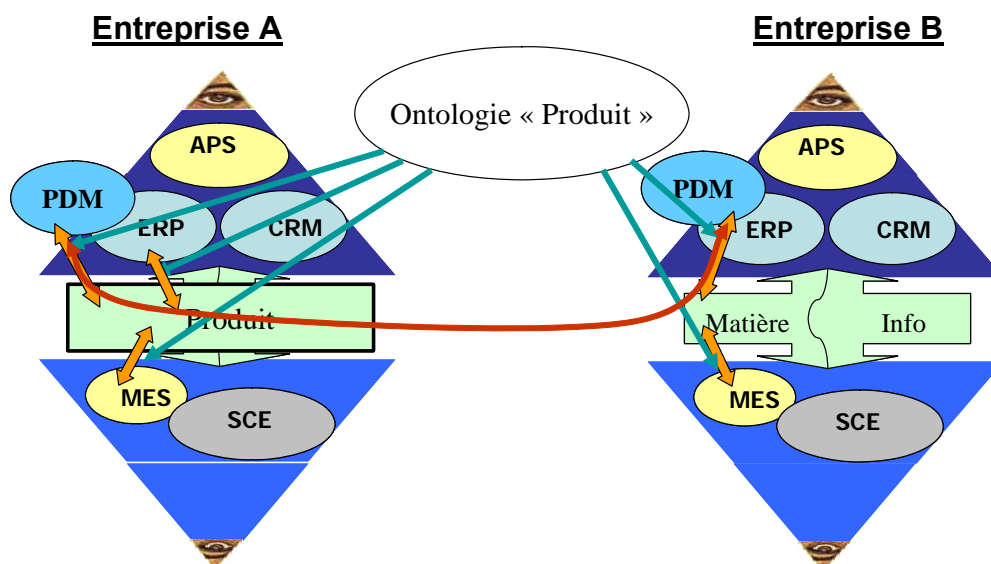 Entreprise A
Entreprise B
Ontologie « Produit »
APS
PDM
ERP
CRM
Produit
MES
SCE
APS
PDM
ERP
CRM
Matière
Info
MES
SCE